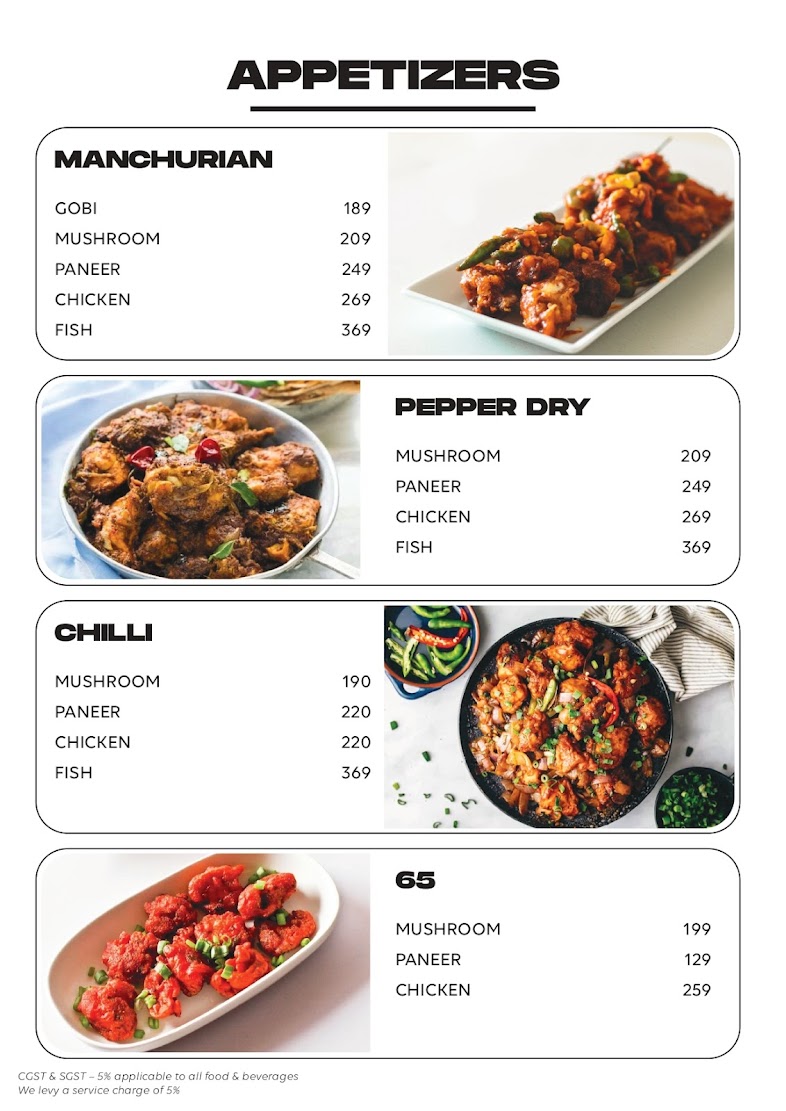 APPETIZERS
MANCHURIAN
GOBI 189
MUSHROOM 209
PANEER 249
CHICKEN 269
FISH 369
PEPPER DRY
MUSHROOM 209
PANEER 249
CHICKEN 269
FISH 369
CHILLI
MUSHROOM 190
PANEER 220
CHICKEN 220
FISH 369
65
MUSHROOM 199
PANEER 129
CHICKEN 259
CGST & SGST – 5% applicable to all food & beverages
We levy a service charge of 5%